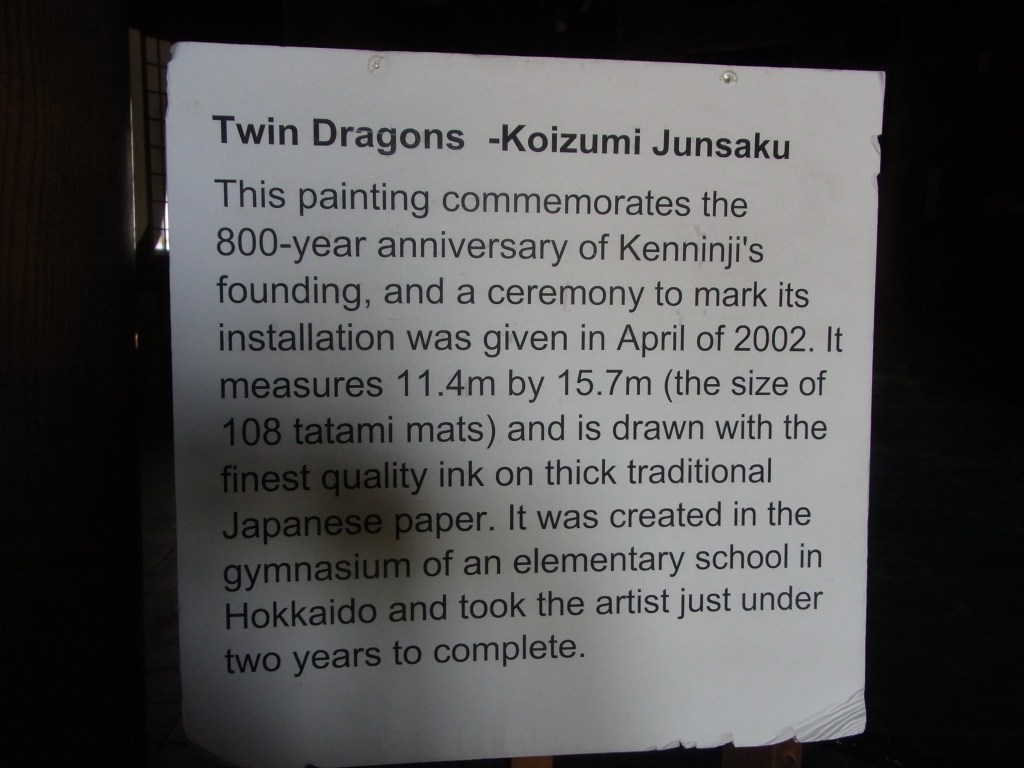 Twin Dragons -Koizumi Junsaku
This painting commemorates the
800-year anniversary of Kenninji's
founding, and a ceremony to mark its
installation was given in April of 2002. It
measures 11.4m by 15.7m (the size of
108 tatami mats) and is drawn with the
finest quality ink on thick traditional
Japanese paper. It was created in the
gymnasium of an elementary school in
Hokkaido and took the artist just under
two years to complete.